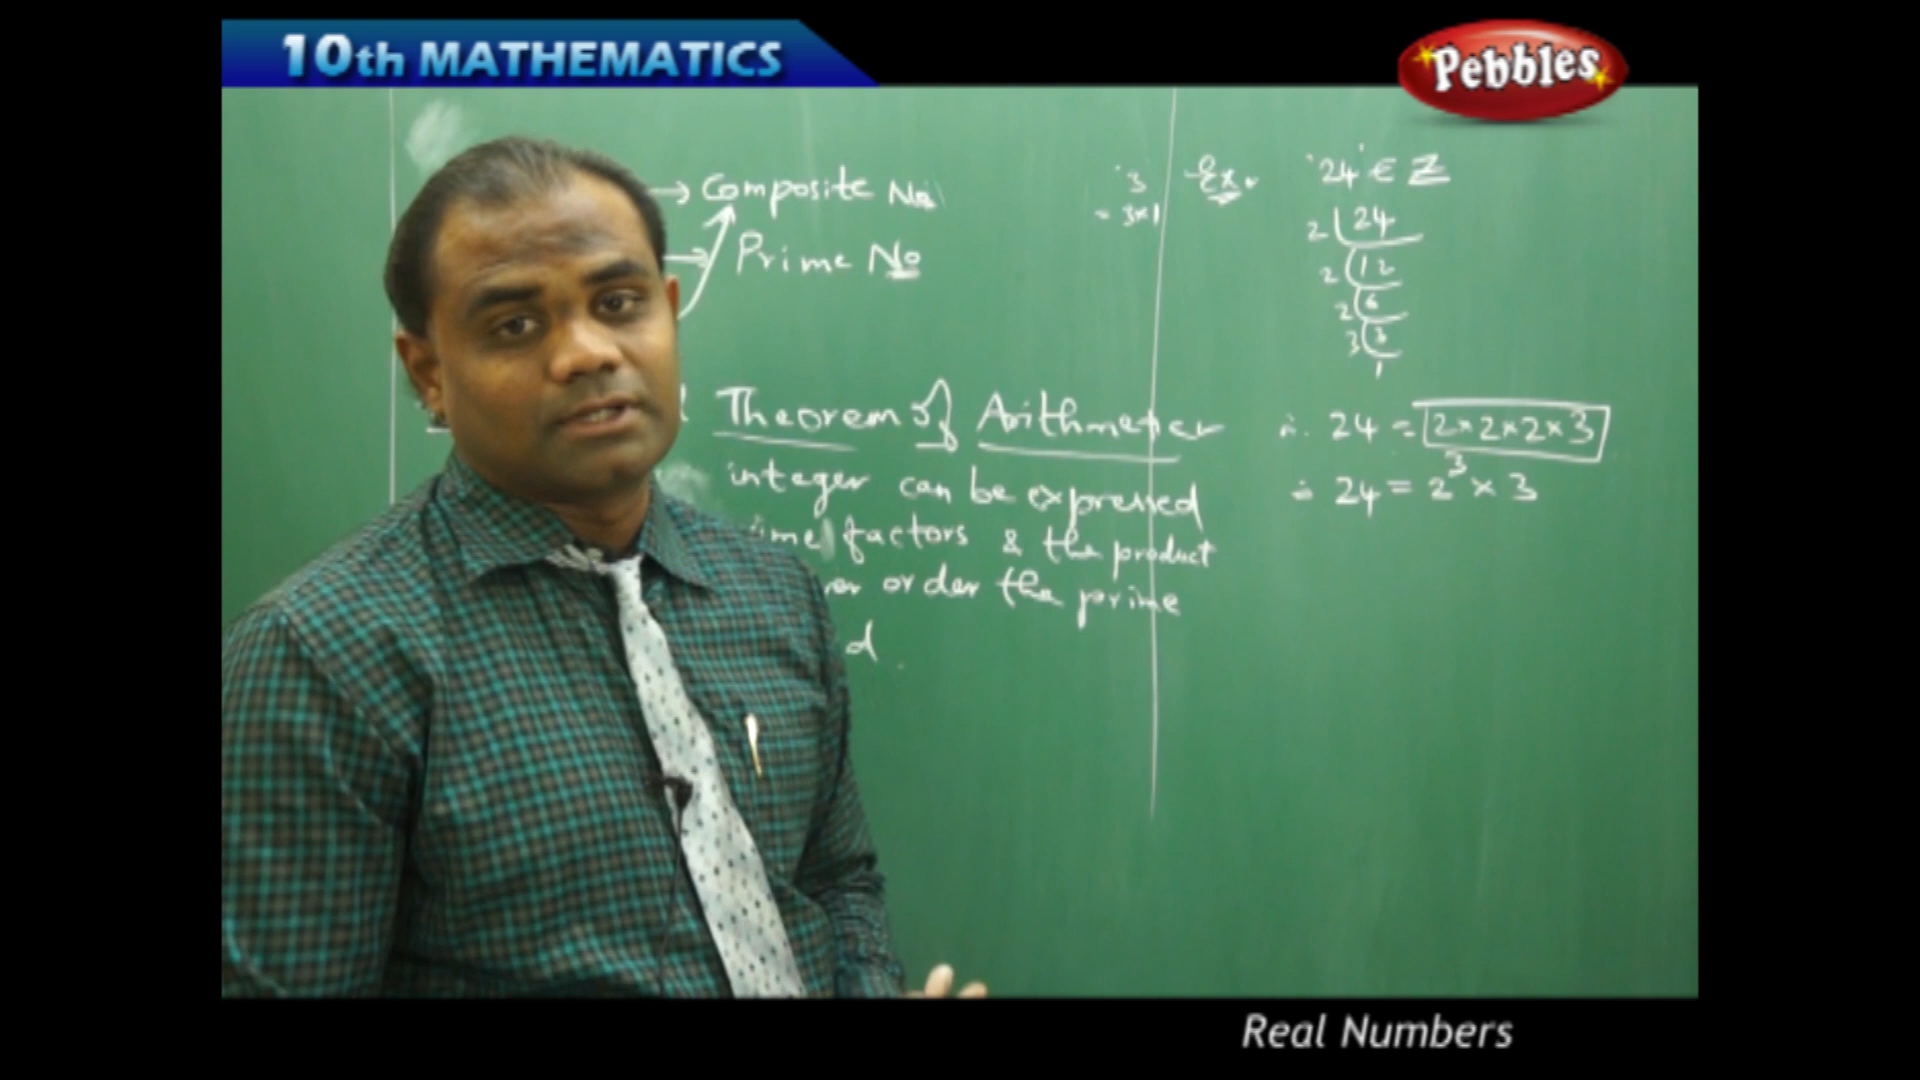 10th MATHEMATICS
Pebbles
→ Composite No
→ Prime No
Theorem of Arithmetic
integer can be expressed
factors & the product
order the prime
d.
'3
= 3×1
Ex.
'24' ∈ Z
2 | 24
2 | 12
2 | 6
3 | 3
1
∴ 24 = 2×2×2×3
∴ 24 = 2³ × 3
Real Numbers